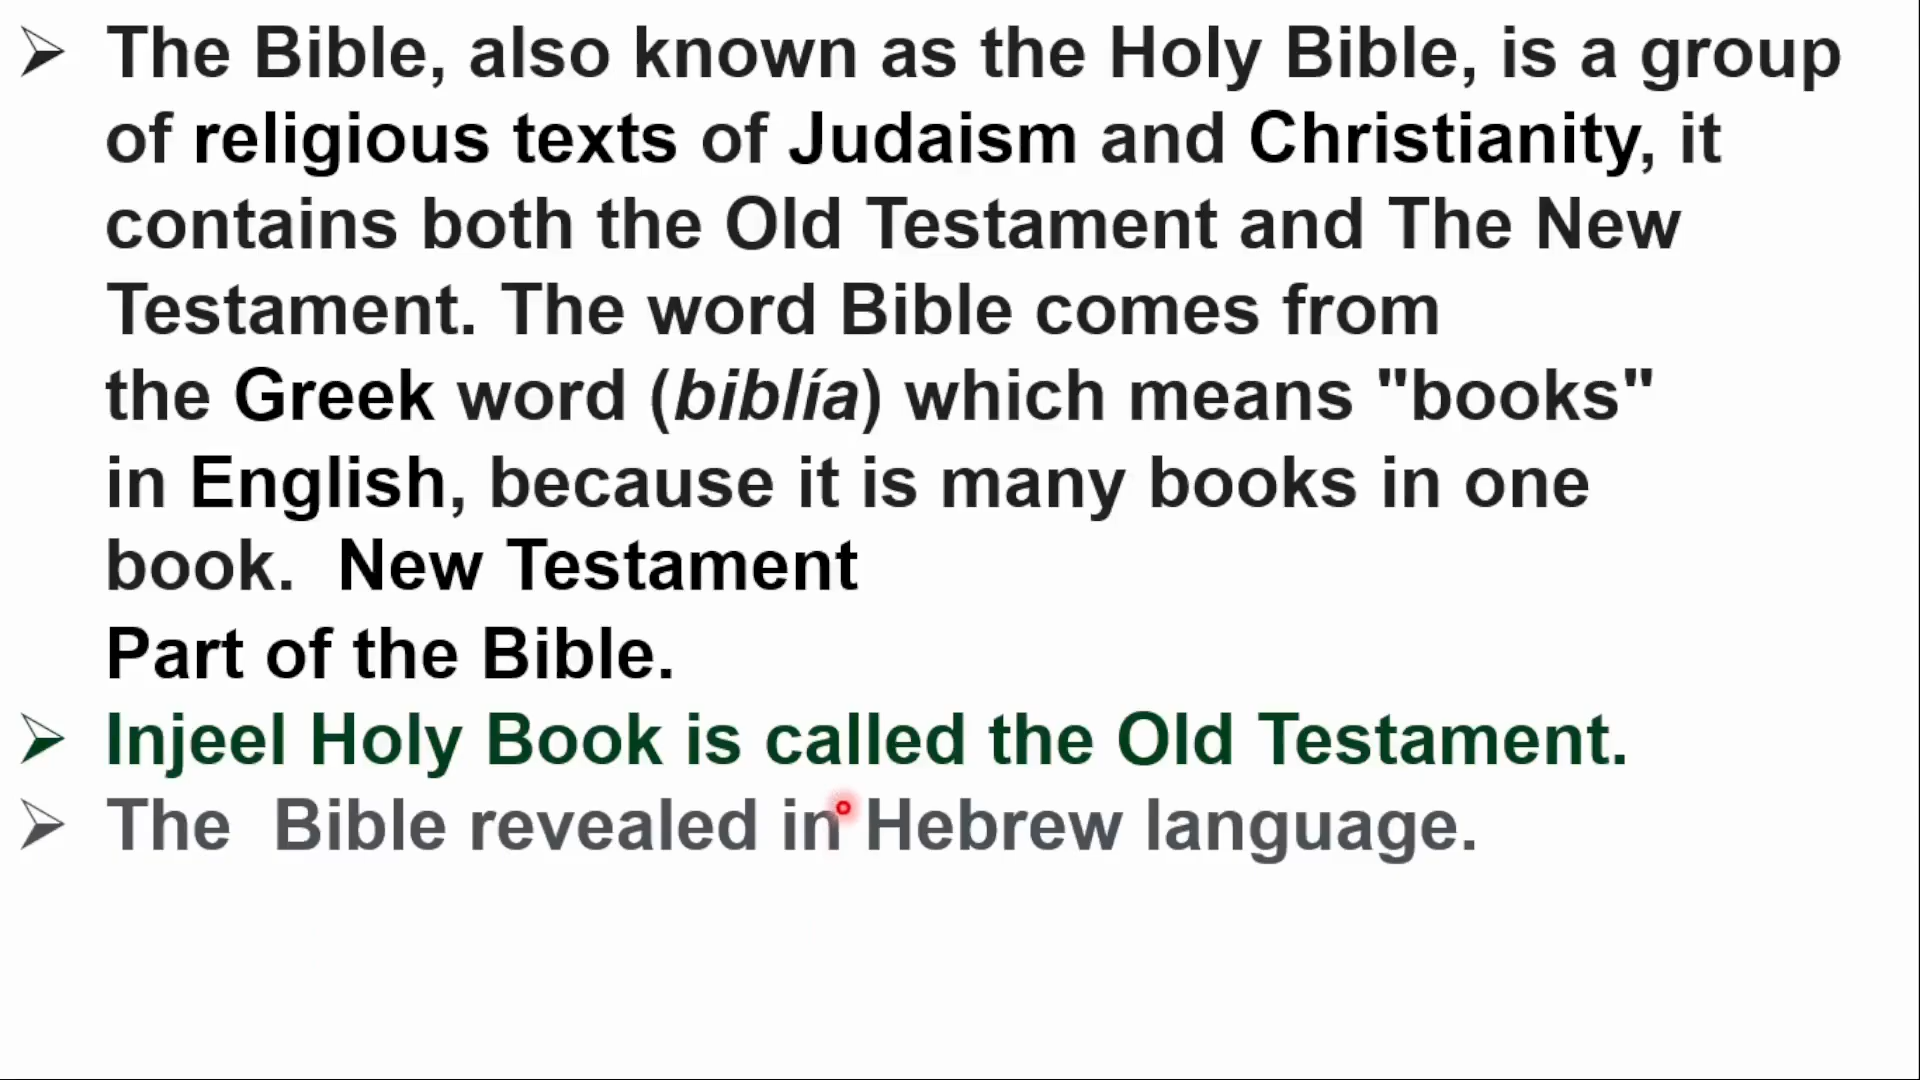 ➢ The Bible, also known as the Holy Bible, is a group
of religious texts of Judaism and Christianity, it
contains both the Old Testament and The New
Testament. The word Bible comes from
the Greek word (biblía) which means "books"
in English, because it is many books in one
book.  New Testament
Part of the Bible.
➢ Injeel Holy Book is called the Old Testament.
➢ The  Bible revealed in Hebrew language.